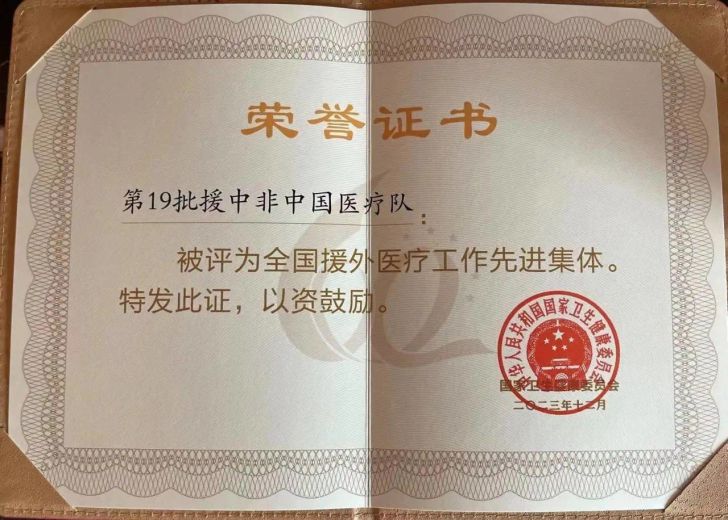 荣誉证书
第19批援中非中国医疗队：
被评为全国援外医疗工作先进集体。
特发此证，以资鼓励。
中华人民共和国国家卫生健康委员会
国家卫生健康委员会
二〇二三年十二月